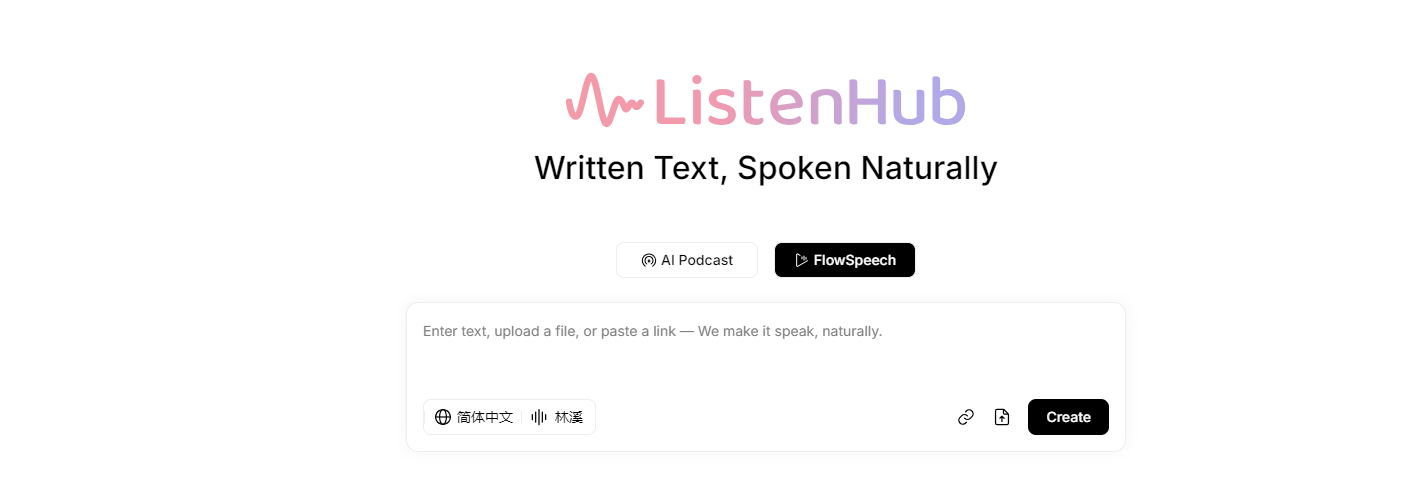 ListenHub
Written Text, Spoken Naturally
AI Podcast FlowSpeech
Enter text, upload a file, or paste a link — We make it speak, naturally.
简体中文 林溪 Create